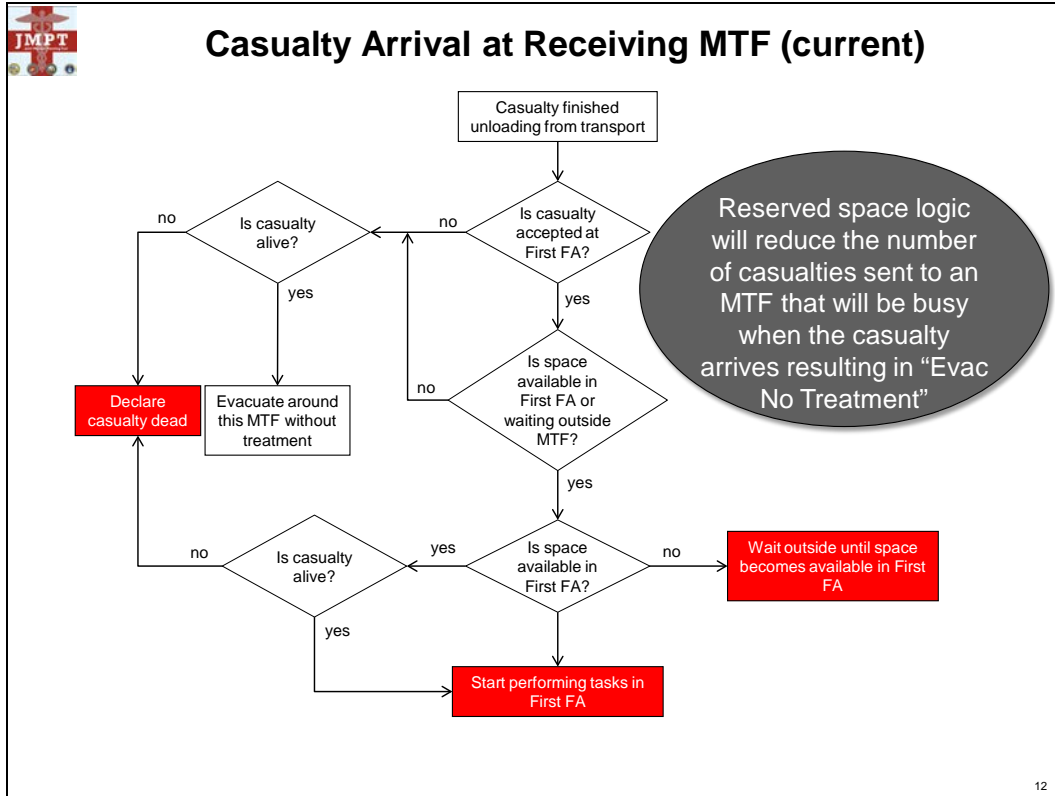 JMPT
Casualty Arrival at Receiving MTF (current)
Casualty finished
unloading from transport
Is casualty
accepted at
First FA?
no
Is casualty
alive?
no
yes
yes
Reserved space logic
will reduce the number
of casualties sent to an
MTF that will be busy
when the casualty
arrives resulting in “Evac
No Treatment”
Is space
available in
First FA or
waiting outside
MTF?
no
Declare
casualty dead
Evacuate around
this MTF without
treatment
yes
Is space
available in
First FA?
yes
no
Is casualty
alive?
no
yes
Wait outside until space
becomes available in First
FA
Start performing tasks in
First FA
12